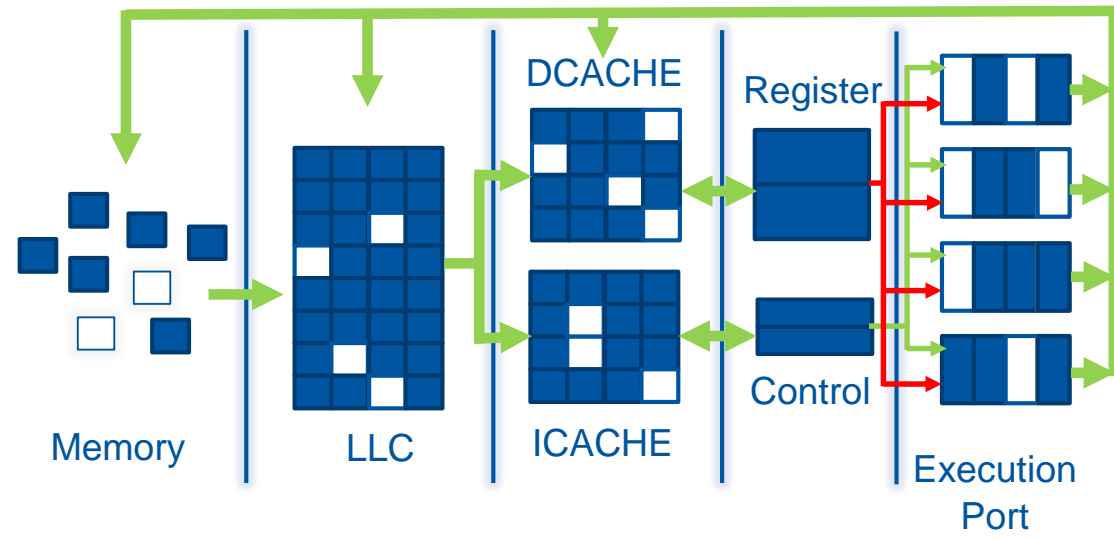 DCACHE
Register
Memory
LLC
ICACHE
Control
Execution
Port